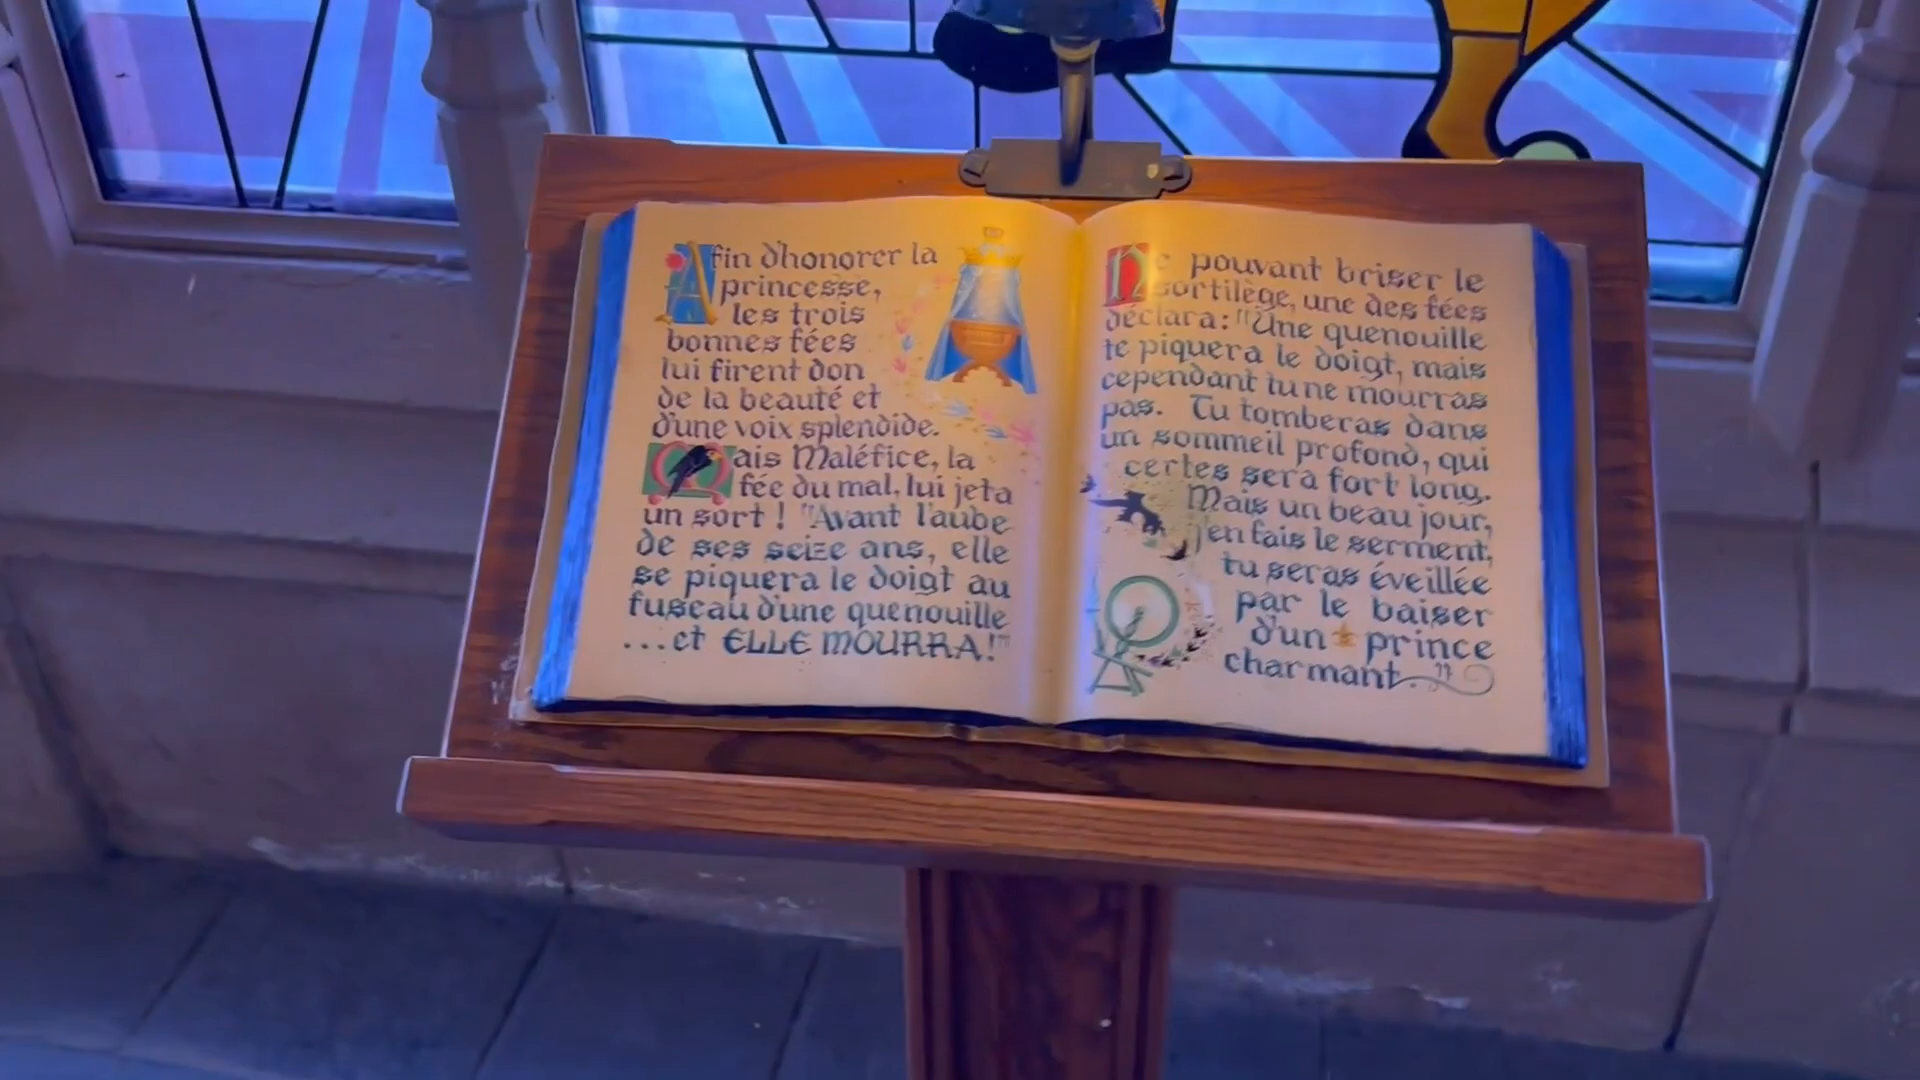 Afin d'honorer la
princesse,
les trois
bonnes fées
lui firent don
de la beauté et
d'une voix splendide.
Mais Maléfice, la
fée du mal, lui jeta
un sort ! "Avant l'aube
de ses seize ans, elle
se piquera le doigt au
fuseau d'une quenouille
...et ELLE MOURRA!"
Ne pouvant briser le
sortilège, une des fées
déclara: "Une quenouille
te piquera le doigt, mais
cependant tu ne mourras
pas. Tu tomberas dans
un sommeil profond, qui
certes sera fort long.
Mais un beau jour,
j'en fais le serment,
tu seras éveillée
par le baiser
d'un prince
charmant."